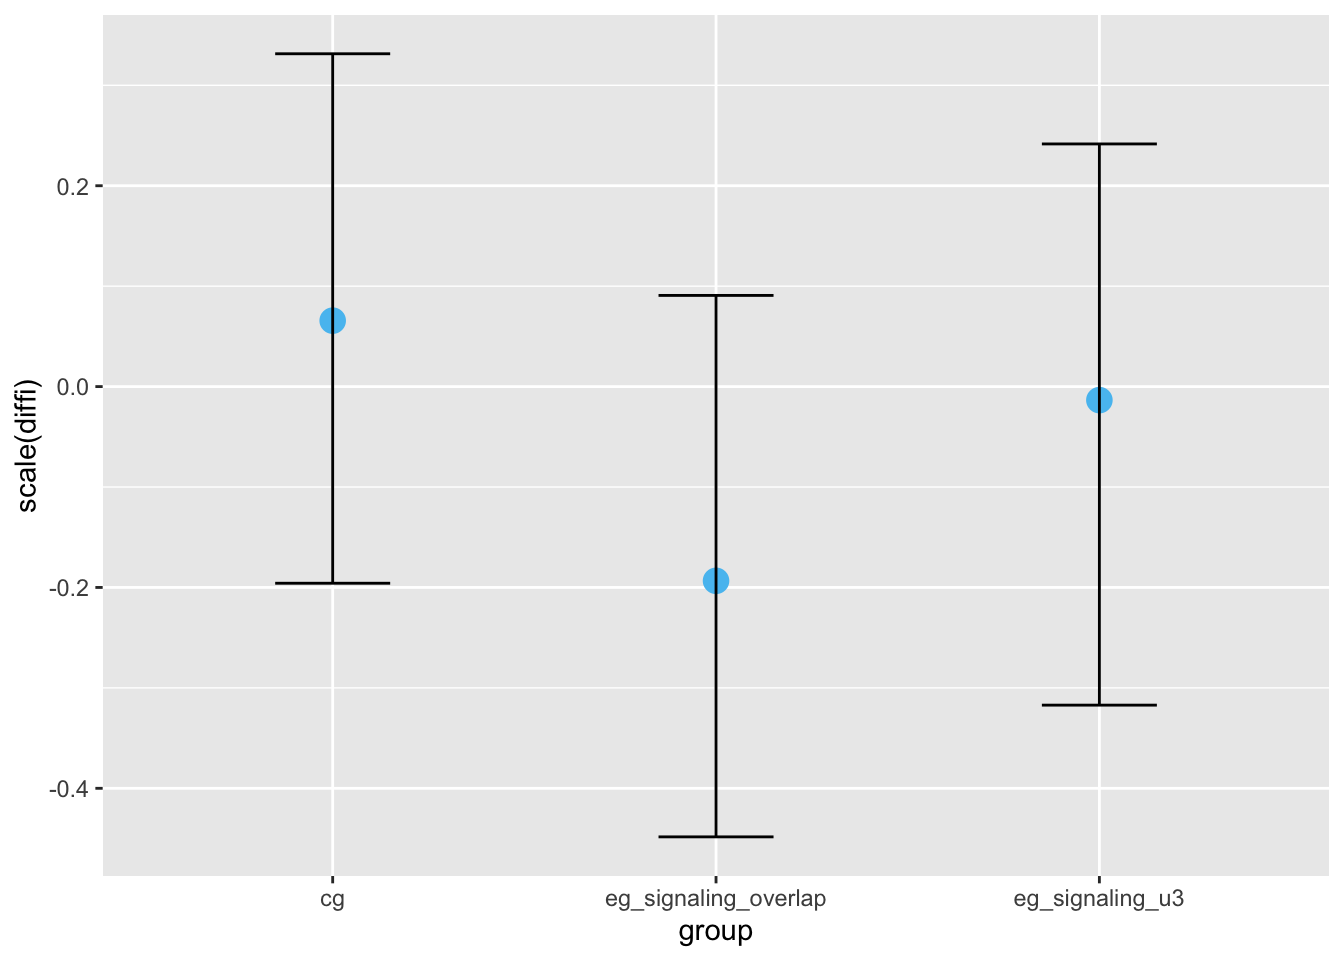 scale(diffi)
0.2
0.0
-0.2
-0.4
cg
eg_signaling_overlap
eg_signaling_u3
group